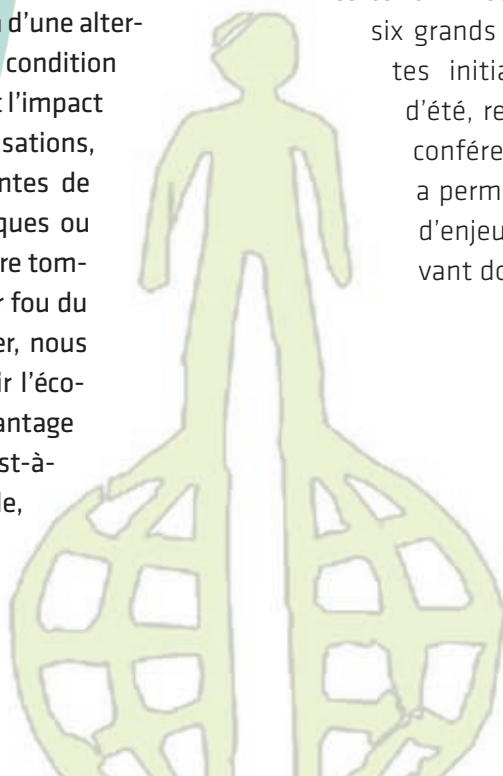 d'une alter-
condition
l'impact
sations,
ntes de
ques ou
re tom-
fou du
er, nous
ir l'éco-
antage
st-à-
le,
six grands
tes initia
d'été, re
confére
a perm
d'enjeu
vant do